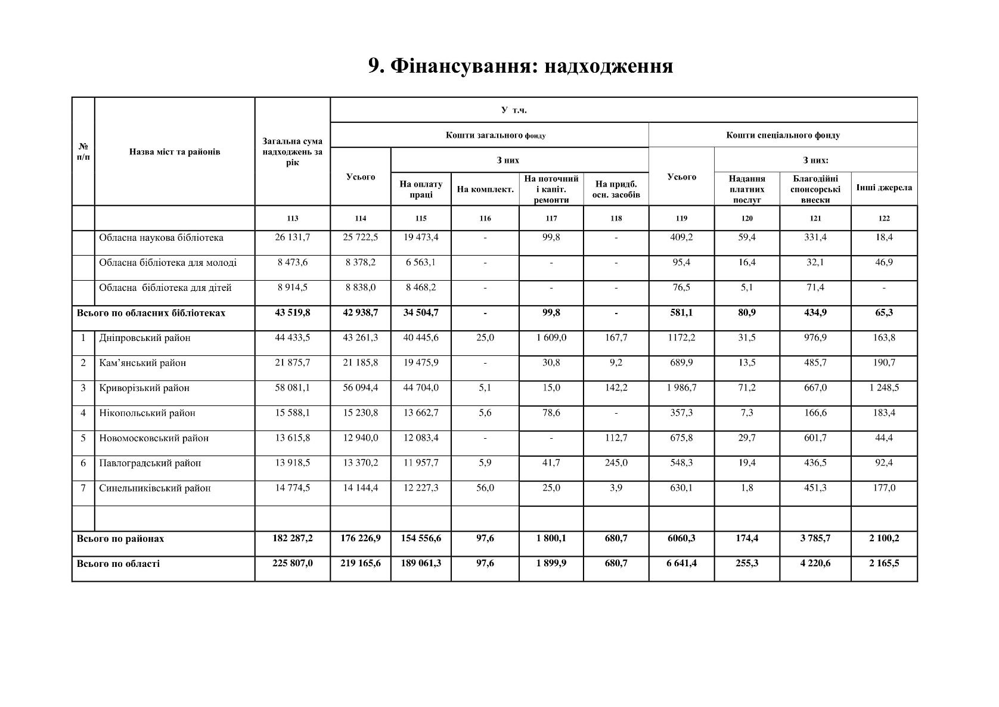 9. Фінансування: надходження
№ п/п
Назва міст та районів
Загальна сума надходжень за рік
У т.ч.
Кошти загального фонду
Кошти спеціального фонду
Усього
З них
Усього
З них:
На оплату праці
На комплект.
На поточний і капіт. ремонти
На придб. осн. засобів
Надання платних послуг
Благодійні спонсорські внески
Інші джерела
113 114 115 116 117 118 119 120 121 122
Обласна наукова бібліотека 26 131,7 25 722,5 19 473,4 - 99,8 - 409,2 59,4 331,4 18,4
Обласна бібліотека для молоді 8 473,6 8 378,2 6 563,1 - - - 95,4 16,4 32,1 46,9
Обласна бібліотека для дітей 8 914,5 8 838,0 8 468,2 - - - 76,5 5,1 71,4 -
Всього по обласних бібліотеках 43 519,8 42 938,7 34 504,7 - 99,8 - 581,1 80,9 434,9 65,3
1 Дніпровський район 44 433,5 43 261,3 40 445,6 25,0 1 609,0 167,7 1172,2 31,5 976,9 163,8
2 Кам’янський район 21 875,7 21 185,8 19 475,9 - 30,8 9,2 689,9 13,5 485,7 190,7
3 Криворізький район 58 081,1 56 094,4 44 704,0 5,1 15,0 142,2 1 986,7 71,2 667,0 1 248,5
4 Нікопольський район 15 588,1 15 230,8 13 662,7 5,6 78,6 - 357,3 7,3 166,6 183,4
5 Новомосковський район 13 615,8 12 940,0 12 083,4 - - 112,7 675,8 29,7 601,7 44,4
6 Павлоградський район 13 918,5 13 370,2 11 957,7 5,9 41,7 245,0 548,3 19,4 436,5 92,4
7 Синельниківський район 14 774,5 14 144,4 12 227,3 56,0 25,0 3,9 630,1 1,8 451,3 177,0
Всього по районах 182 287,2 176 226,9 154 556,6 97,6 1 800,1 680,7 6060,3 174,4 3 785,7 2 100,2
Всього по області 225 807,0 219 165,6 189 061,3 97,6 1 899,9 680,7 6 641,4 255,3 4 220,6 2 165,5